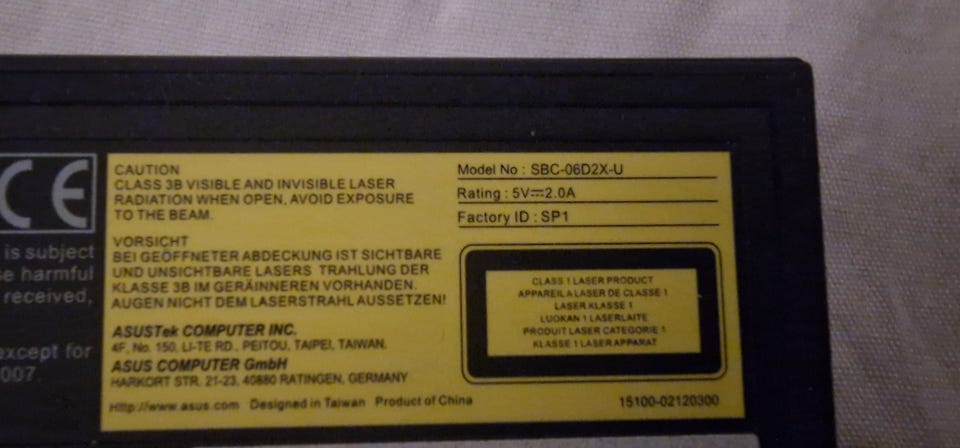 CE
is subject
se harmful
received,
except for
007.
CAUTION
CLASS 3B VISIBLE AND INVISIBLE LASER
RADIATION WHEN OPEN, AVOID EXPOSURE
TO THE BEAM.
VORSICHT
BEI GEÖFFNETER ABDECKUNG IST SICHTBARE
UND UNSICHTBARE LASERS TRAHLUNG DER
KLASSE 3B IM GERÄINNEREN VORHANDEN.
AUGEN NICHT DEM LASERSTRAHL AUSSETZEN!
ASUSTek COMPUTER INC.
4F, No. 150, LI-TE RD., PEITOU, TAIPEI, TAIWAN.
ASUS COMPUTER GmbH
HARKORT STR. 21-23, 40880 RATINGEN, GERMANY
Http://www.asus.com Designed in Taiwan Product of China
Model No : SBC-06D2X-U
Rating : 5V⎓2.0A
Factory ID : SP1
CLASS 1 LASER PRODUCT
APPAREIL A LASER DE CLASSE 1
LASER KLASSE 1
LUOKAN 1 LASERLAITE
PRODUIT LASER CATEGORIE 1
KLASSE 1 LASER APPARAT
15100-02120300